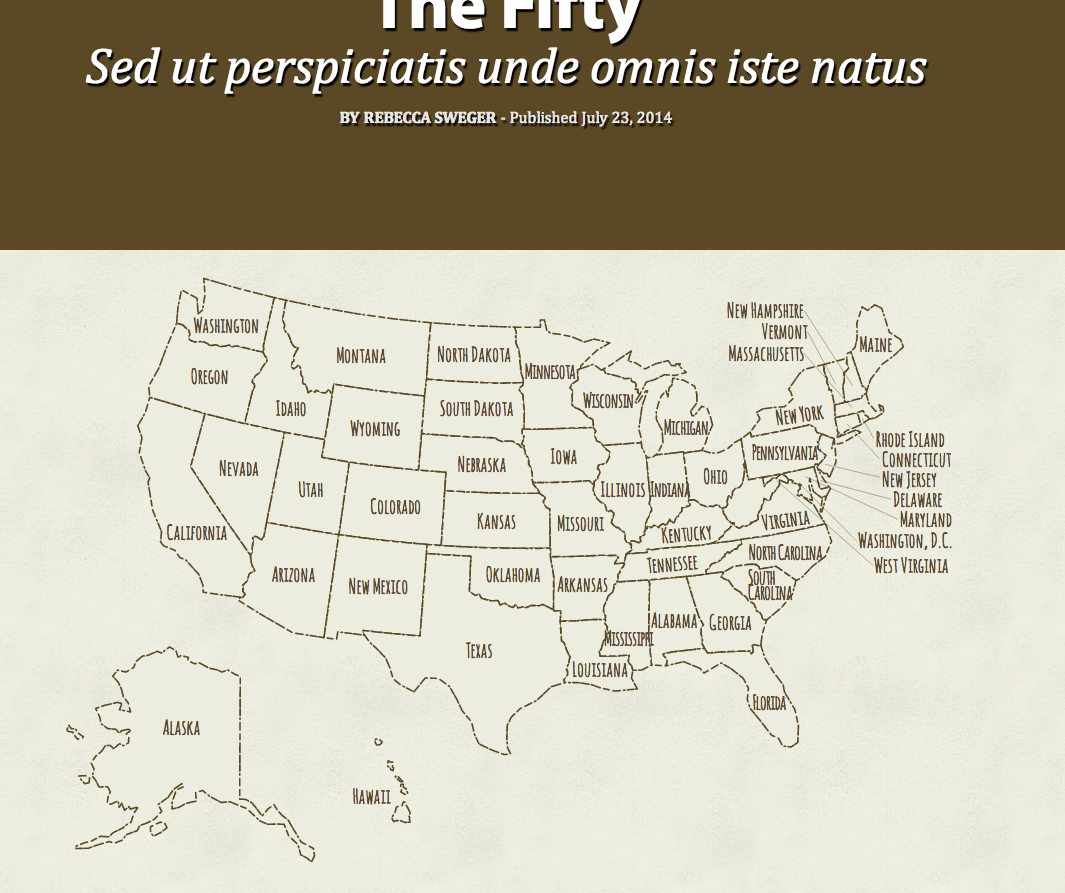 The Fifty
Sed ut perspiciatis unde omnis iste natus
BY REBECCA SWEGER - Published July 23, 2014
NEW HAMPSHIRE
VERMONT
MASSACHUSETTS
MAINE
WASHINGTON
MONTANA
NORTH DAKOTA
MINNESOTA
OREGON
IDAHO
SOUTH DAKOTA
WISCONSIN
WYOMING
MICHIGAN
NEW YORK
RHODE ISLAND
CONNECTICUT
NEW JERSEY
DELAWARE
MARYLAND
WASHINGTON, D.C.
WEST VIRGINIA
PENNSYLVANIA
NEVADA
NEBRASKA
IOWA
UTAH
ILLINOIS
INDIANA
OHIO
COLORADO
KANSAS
MISSOURI
CALIFORNIA
KENTUCKY
VIRGINIA
ARIZONA
NEW MEXICO
OKLAHOMA
ARKANSAS
TENNESSEE
NORTH CAROLINA
SOUTH
CAROLINA
MISSISSIPPI
ALABAMA
GEORGIA
TEXAS
LOUISIANA
FLORIDA
ALASKA
HAWAII